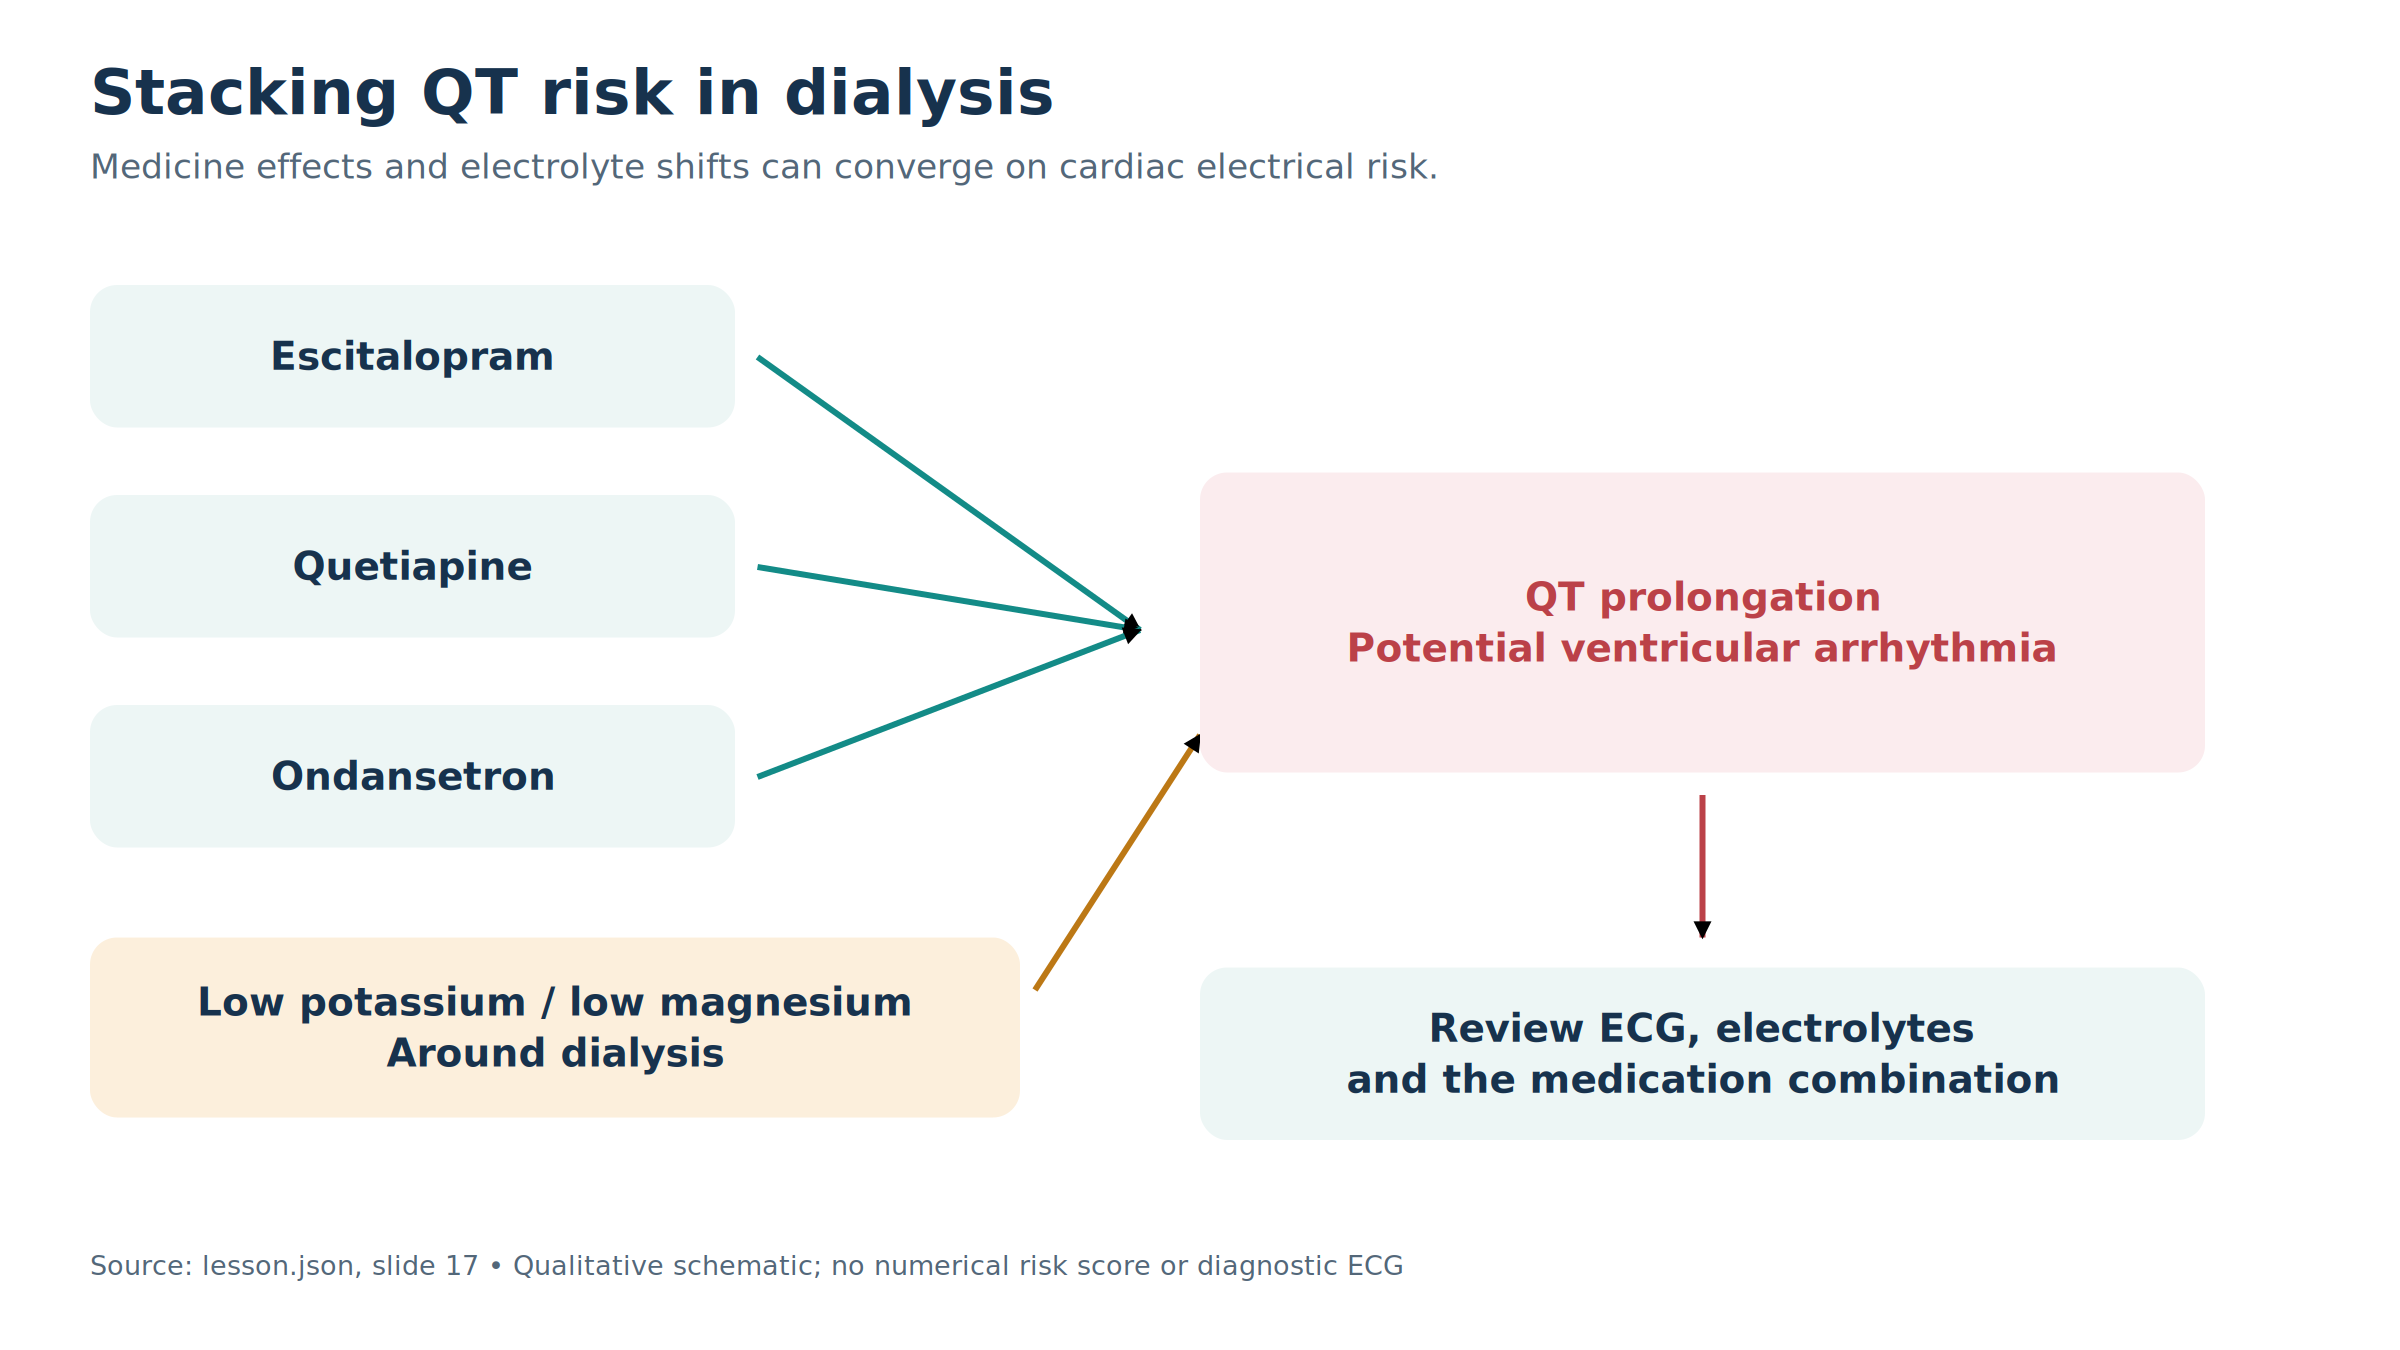 Stacking QT risk in dialysis
Medicine effects and electrolyte shifts can converge on cardiac electrical risk.
Escitalopram
Quetiapine
Ondansetron
Low potassium / low magnesium
Around dialysis
QT prolongation
Potential ventricular arrhythmia
Review ECG, electrolytes
and the medication combination
Source: lesson.json, slide 17 • Qualitative schematic; no numerical risk score or diagnostic ECG